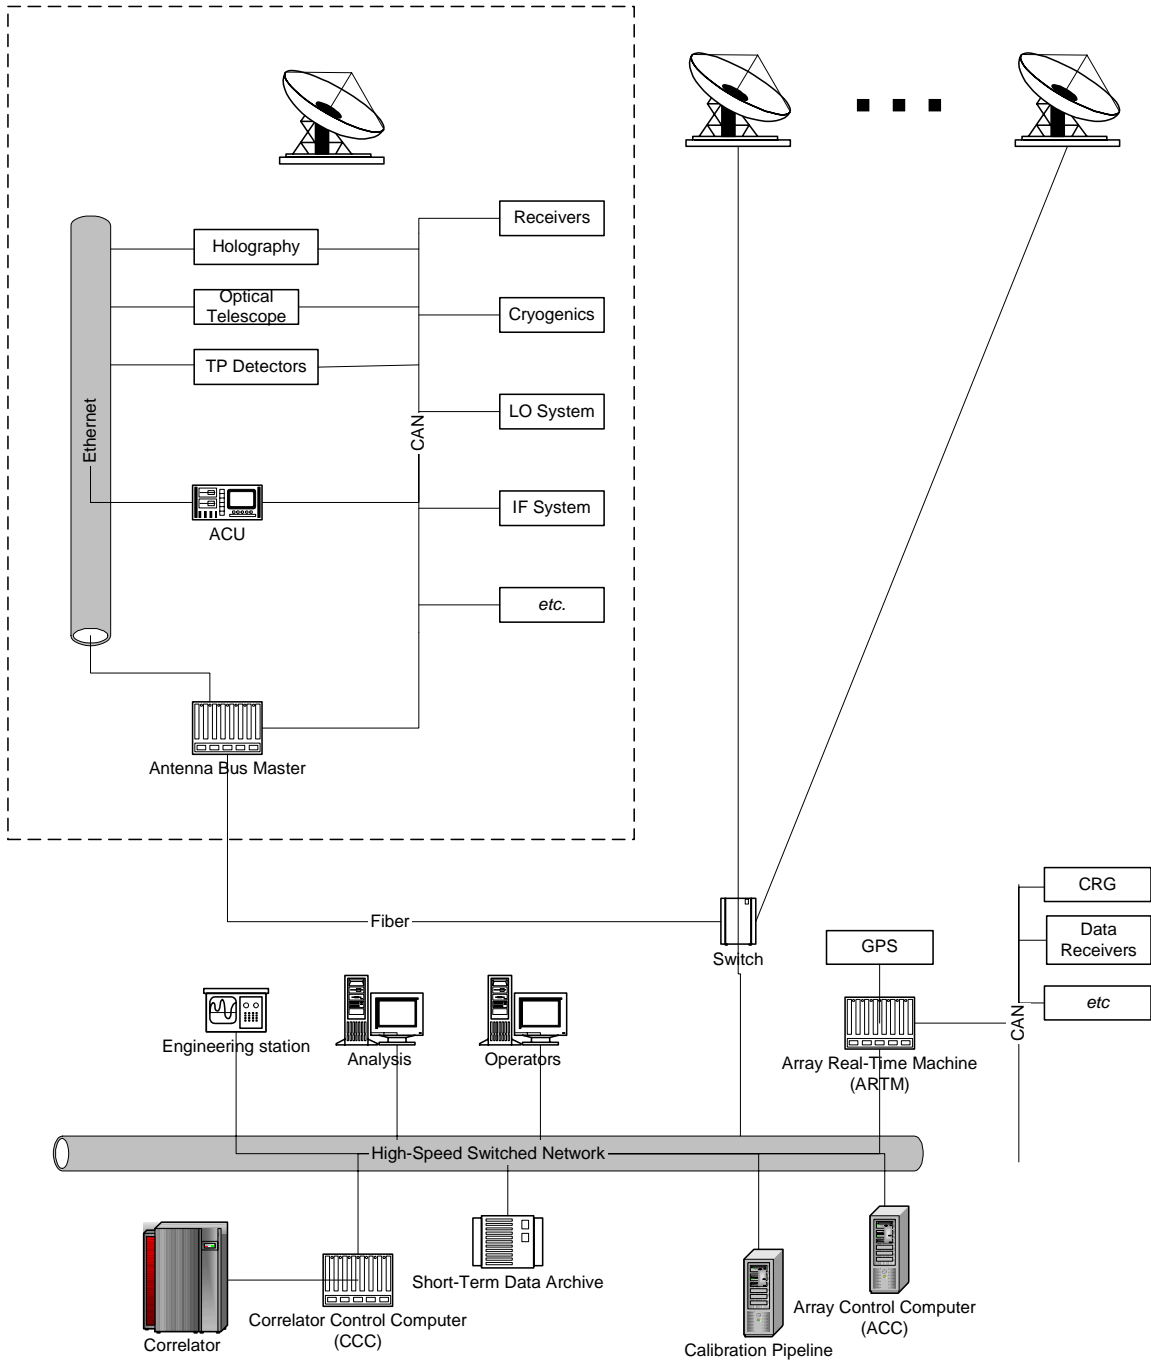 Receivers
Holography
Optical
Telescope
Cryogenics
TP Detectors
LO System
Ethernet
CAN
IF System
ACU
etc.
Antenna Bus Master
CRG
Fiber
Data
Receivers
GPS
Switch
etc
CAN
Engineering station
Analysis
Operators
Array Real-Time Machine
(ARTM)
High-Speed Switched Network
Short-Term Data Archive
Correlator Control Computer
(CCC)
Array Control Computer
(ACC)
Correlator
Calibration Pipeline